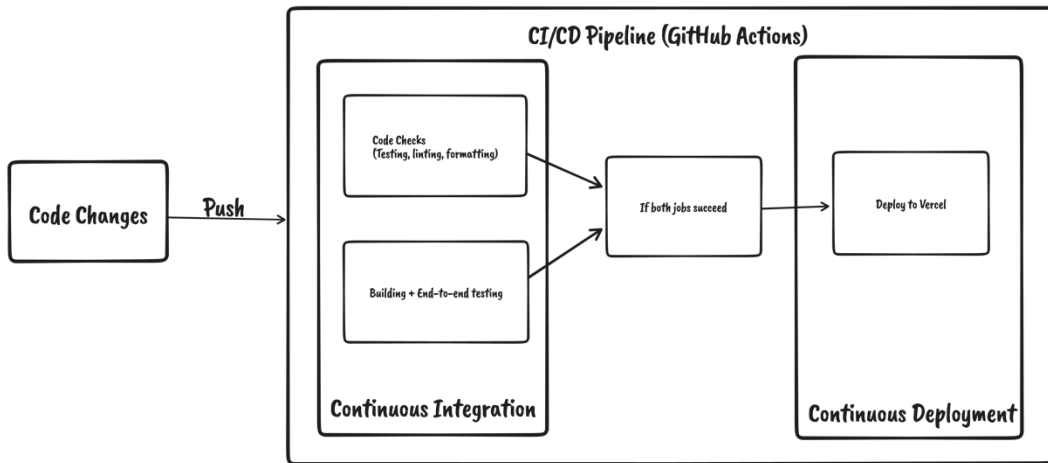 CI/CD Pipeline (GitHub Actions)
Code Changes
Push
Code Checks
(Testing, linting, formatting)
Building + End-to-end testing
Continuous Integration
If both jobs succeed
Deploy to Vercel
Continuous Deployment